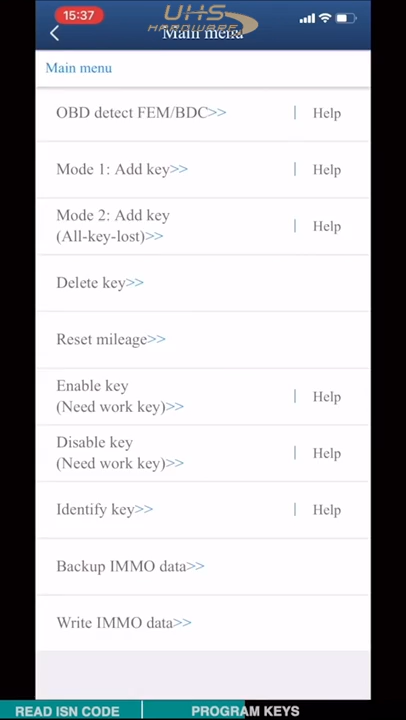 15:37
UHS
HARDWARE
Main menu
Main menu
OBD detect FEM/BDC>> | Help
Mode 1: Add key>> | Help
Mode 2: Add key
(All-key-lost)>> | Help
Delete key>>
Reset mileage>>
Enable key
(Need work key)>> | Help
Disable key
(Need work key)>> | Help
Identify key>> | Help
Backup IMMO data>>
Write IMMO data>>
READ ISN CODE | PROGRAM KEYS